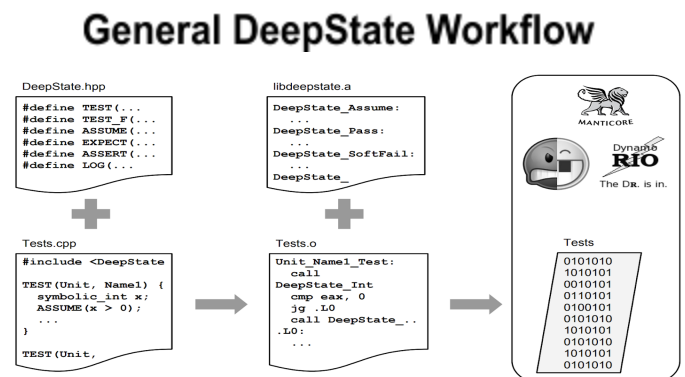 General DeepState Workflow
DeepState.hpp
#define TEST(...
#define TEST_F(...
#define ASSUME(...
#define EXPECT(...
#define ASSERT(...
#define LOG(...
Tests.cpp
#include <DeepState
TEST(Unit, Name1) {
symbolic_int x;
ASSUME(x > 0);
...
}
TEST(Unit,
libdeepstate.a
DeepState_Assume:
...
DeepState_Pass:
...
DeepState_SoftFail:
...
DeepState_
Tests.o
Unit_Name1_Test:
call
DeepState_Int
cmp eax, 0
jg .L0
call DeepState_..
.L0:
...
MANTICORE
Dynamo
RIO
The DR. is in.
Tests
0101010
1010101
0010101
0110101
0100101
0101010
1010101
0101010
1010101
0101010